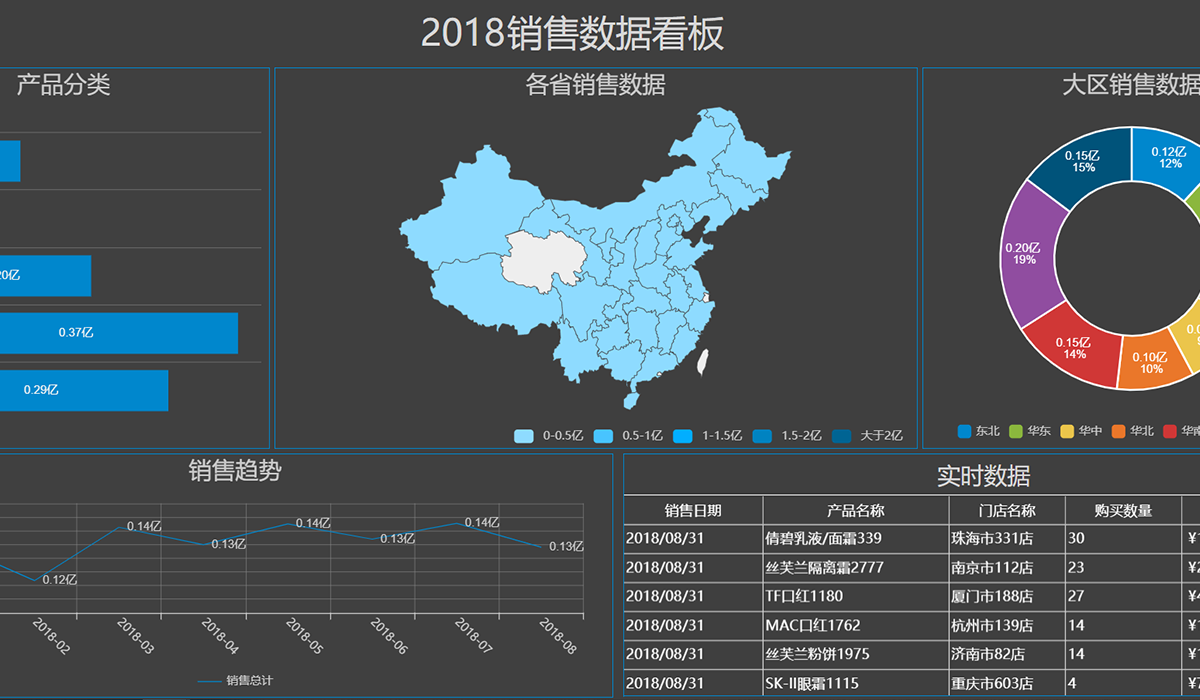 2018销售数据看板
产品分类
0.37亿
0.29亿
各省销售数据
0-0.5亿 0.5-1亿 1-1.5亿 1.5-2亿 大于2亿
大区销售数据
0.15亿
15%
0.12亿
12%
0.20亿
19%
0.15亿
14%
0.10亿
10%
东北 华东 华中 华北 华南
销售趋势
0.12亿
0.14亿
0.13亿
0.14亿
0.13亿
0.14亿
0.13亿
2018-02
2018-03
2018-04
2018-05
2018-06
2018-07
2018-08
销售总计
实时数据
销售日期 产品名称 门店名称 购买数量
2018/08/31 倩碧乳液/面霜339 珠海市331店 30
2018/08/31 丝芙兰隔离霜2777 南京市112店 23
2018/08/31 TF口红1180 厦门市188店 27
2018/08/31 MAC口红1762 杭州市139店 14
2018/08/31 丝芙兰粉饼1975 济南市82店 14
2018/08/31 SK-II眼霜1115 重庆市603店 4